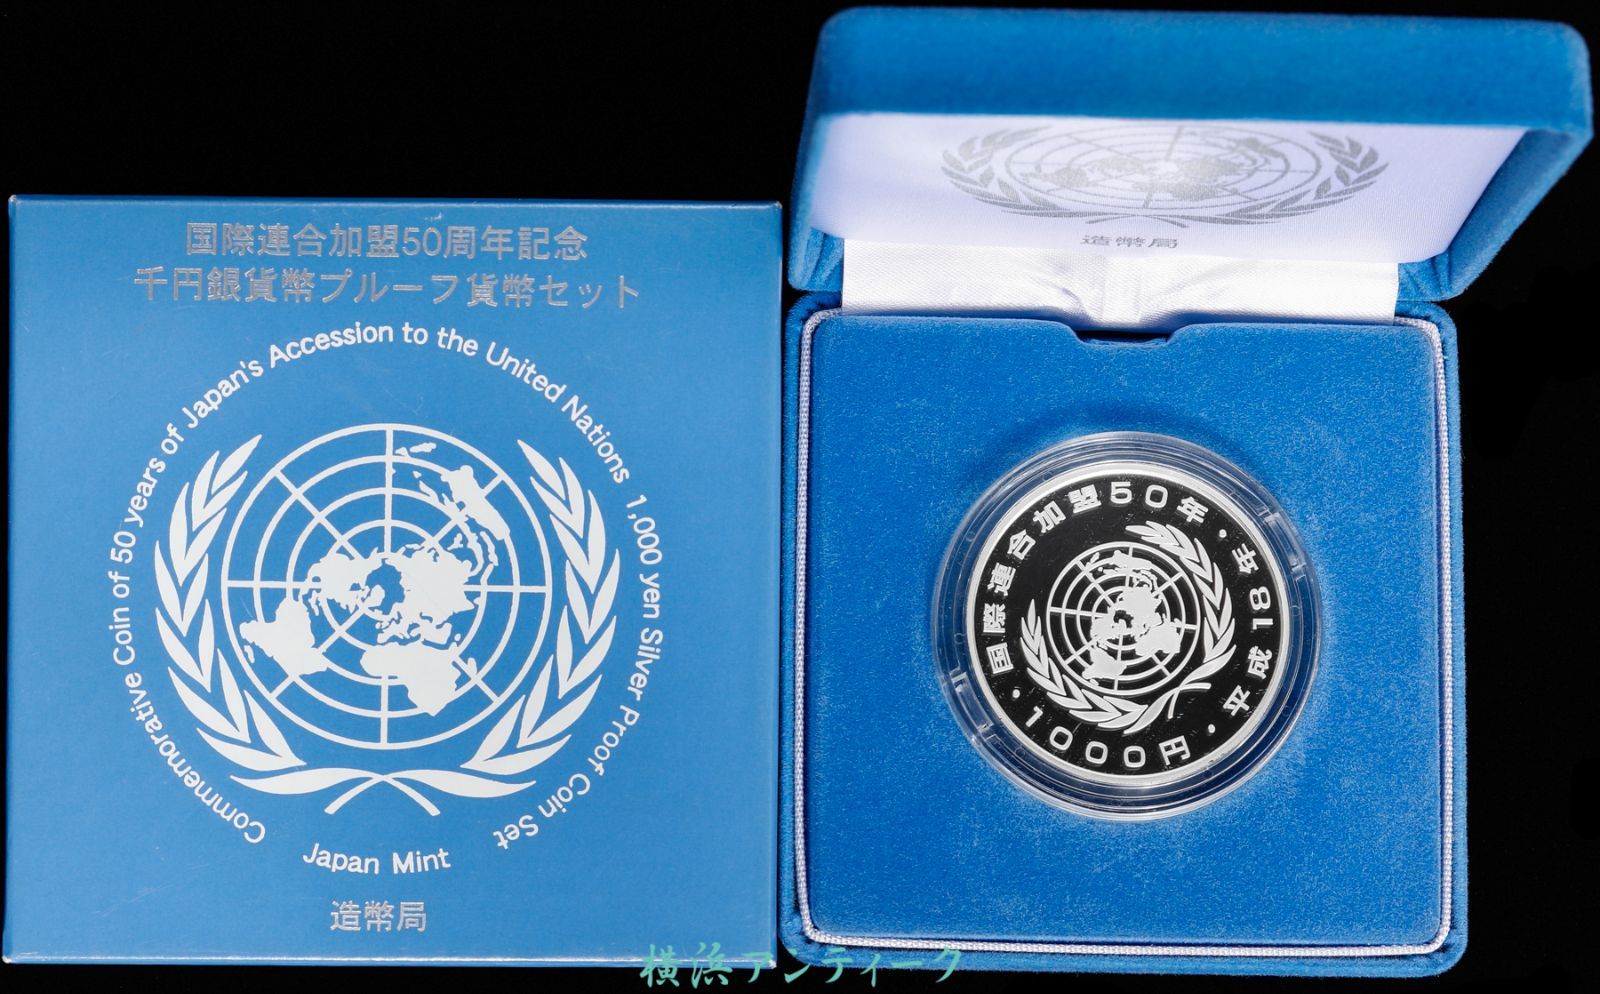 国際連合加盟50周年記念
千円銀貨幣プルーフ貨幣セット
Commemorative Coin of 50 years of Japan's Accession to the United Nations 1,000 yen Silver Proof Coin Set
Japan Mint
造幣局
造幣局
国際連合加盟50年・平成18年・1000円・
横浜アンティーク